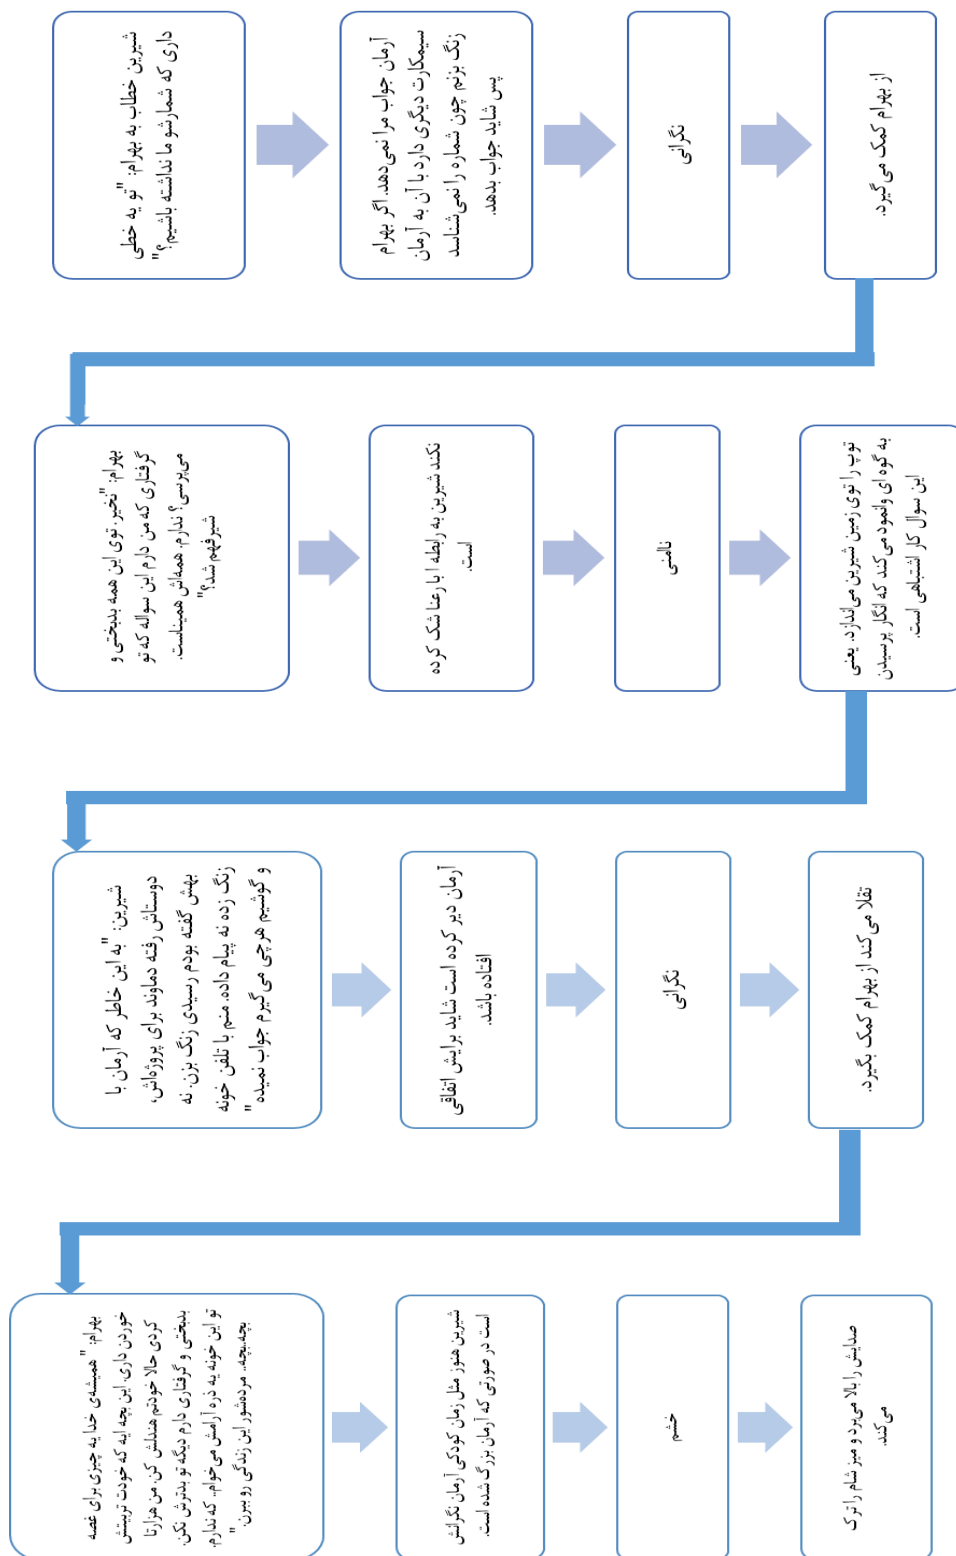 شیرین خطاب به بهرام: "تو یه خطی
داری که شمارشو ما نداشته باشیم؟"
آرمان جواب مرا نمی‌دهد. اگر بهرام
سیمکارت دیگری دارد با آن به آرمان
زنگ بزنم چون شماره را نمی‌شناسد
پس شاید جواب بدهد.
نگرانی
از بهرام کمک می‌گیرد.
بهرام: "نخیر. توی این همه بدبختی و
گرفتاری که من دارم این سواله که تو
می‌پرسی؟ ندارم. همه‌اش همیناست.
شیرفهم شد؟"
نکند شیرین به رابطه ا با رعنا شک کرده
است.
ناامنی
توپ را توی زمین شیرین می‌اندازد. یعنی
به گوه ای وانمود می‌کند که انگار پرسیدن
این سوال کار اشتباهی است.
شیرین: "به این خاطر که آرمان با
دوستاش رفته دماوند برای پروژه‌اش،
بهش گفته بودم رسیدی زنگ بزن. نه
زنگ زده نه پیام داده. منم با تلفن خونه
و گوشیم هرچی می‌گیرم جواب نمیده"
آرمان دیر کرده است شاید برایش اتفاقی
افتاده باشد.
نگرانی
تقلا می‌کند از بهرام کمک بگیرد.
بهرام: "همیشه‌ی خدا یه چیزی برای غصه
خوردن داری. این بچه ایه که خودت تربیتش
کردی حالا خودتم هندلش کن. من هزار تا
بدبختی و گرفتاری دارم دیگه تو بدترش نکن.
تو این خونه یه ذره آرامش می‌خوام.. که ندارم.
بچه..بچه.. مرده‌شور این زندگی رو ببرن."
شیرین هنوز مثل زمان کودکی آرمان نگرانش
است در صورتی که آرمان بزرگ شده است.
خشم
صدایش را بالا می‌برد و میز شام را ترک
می‌کند.